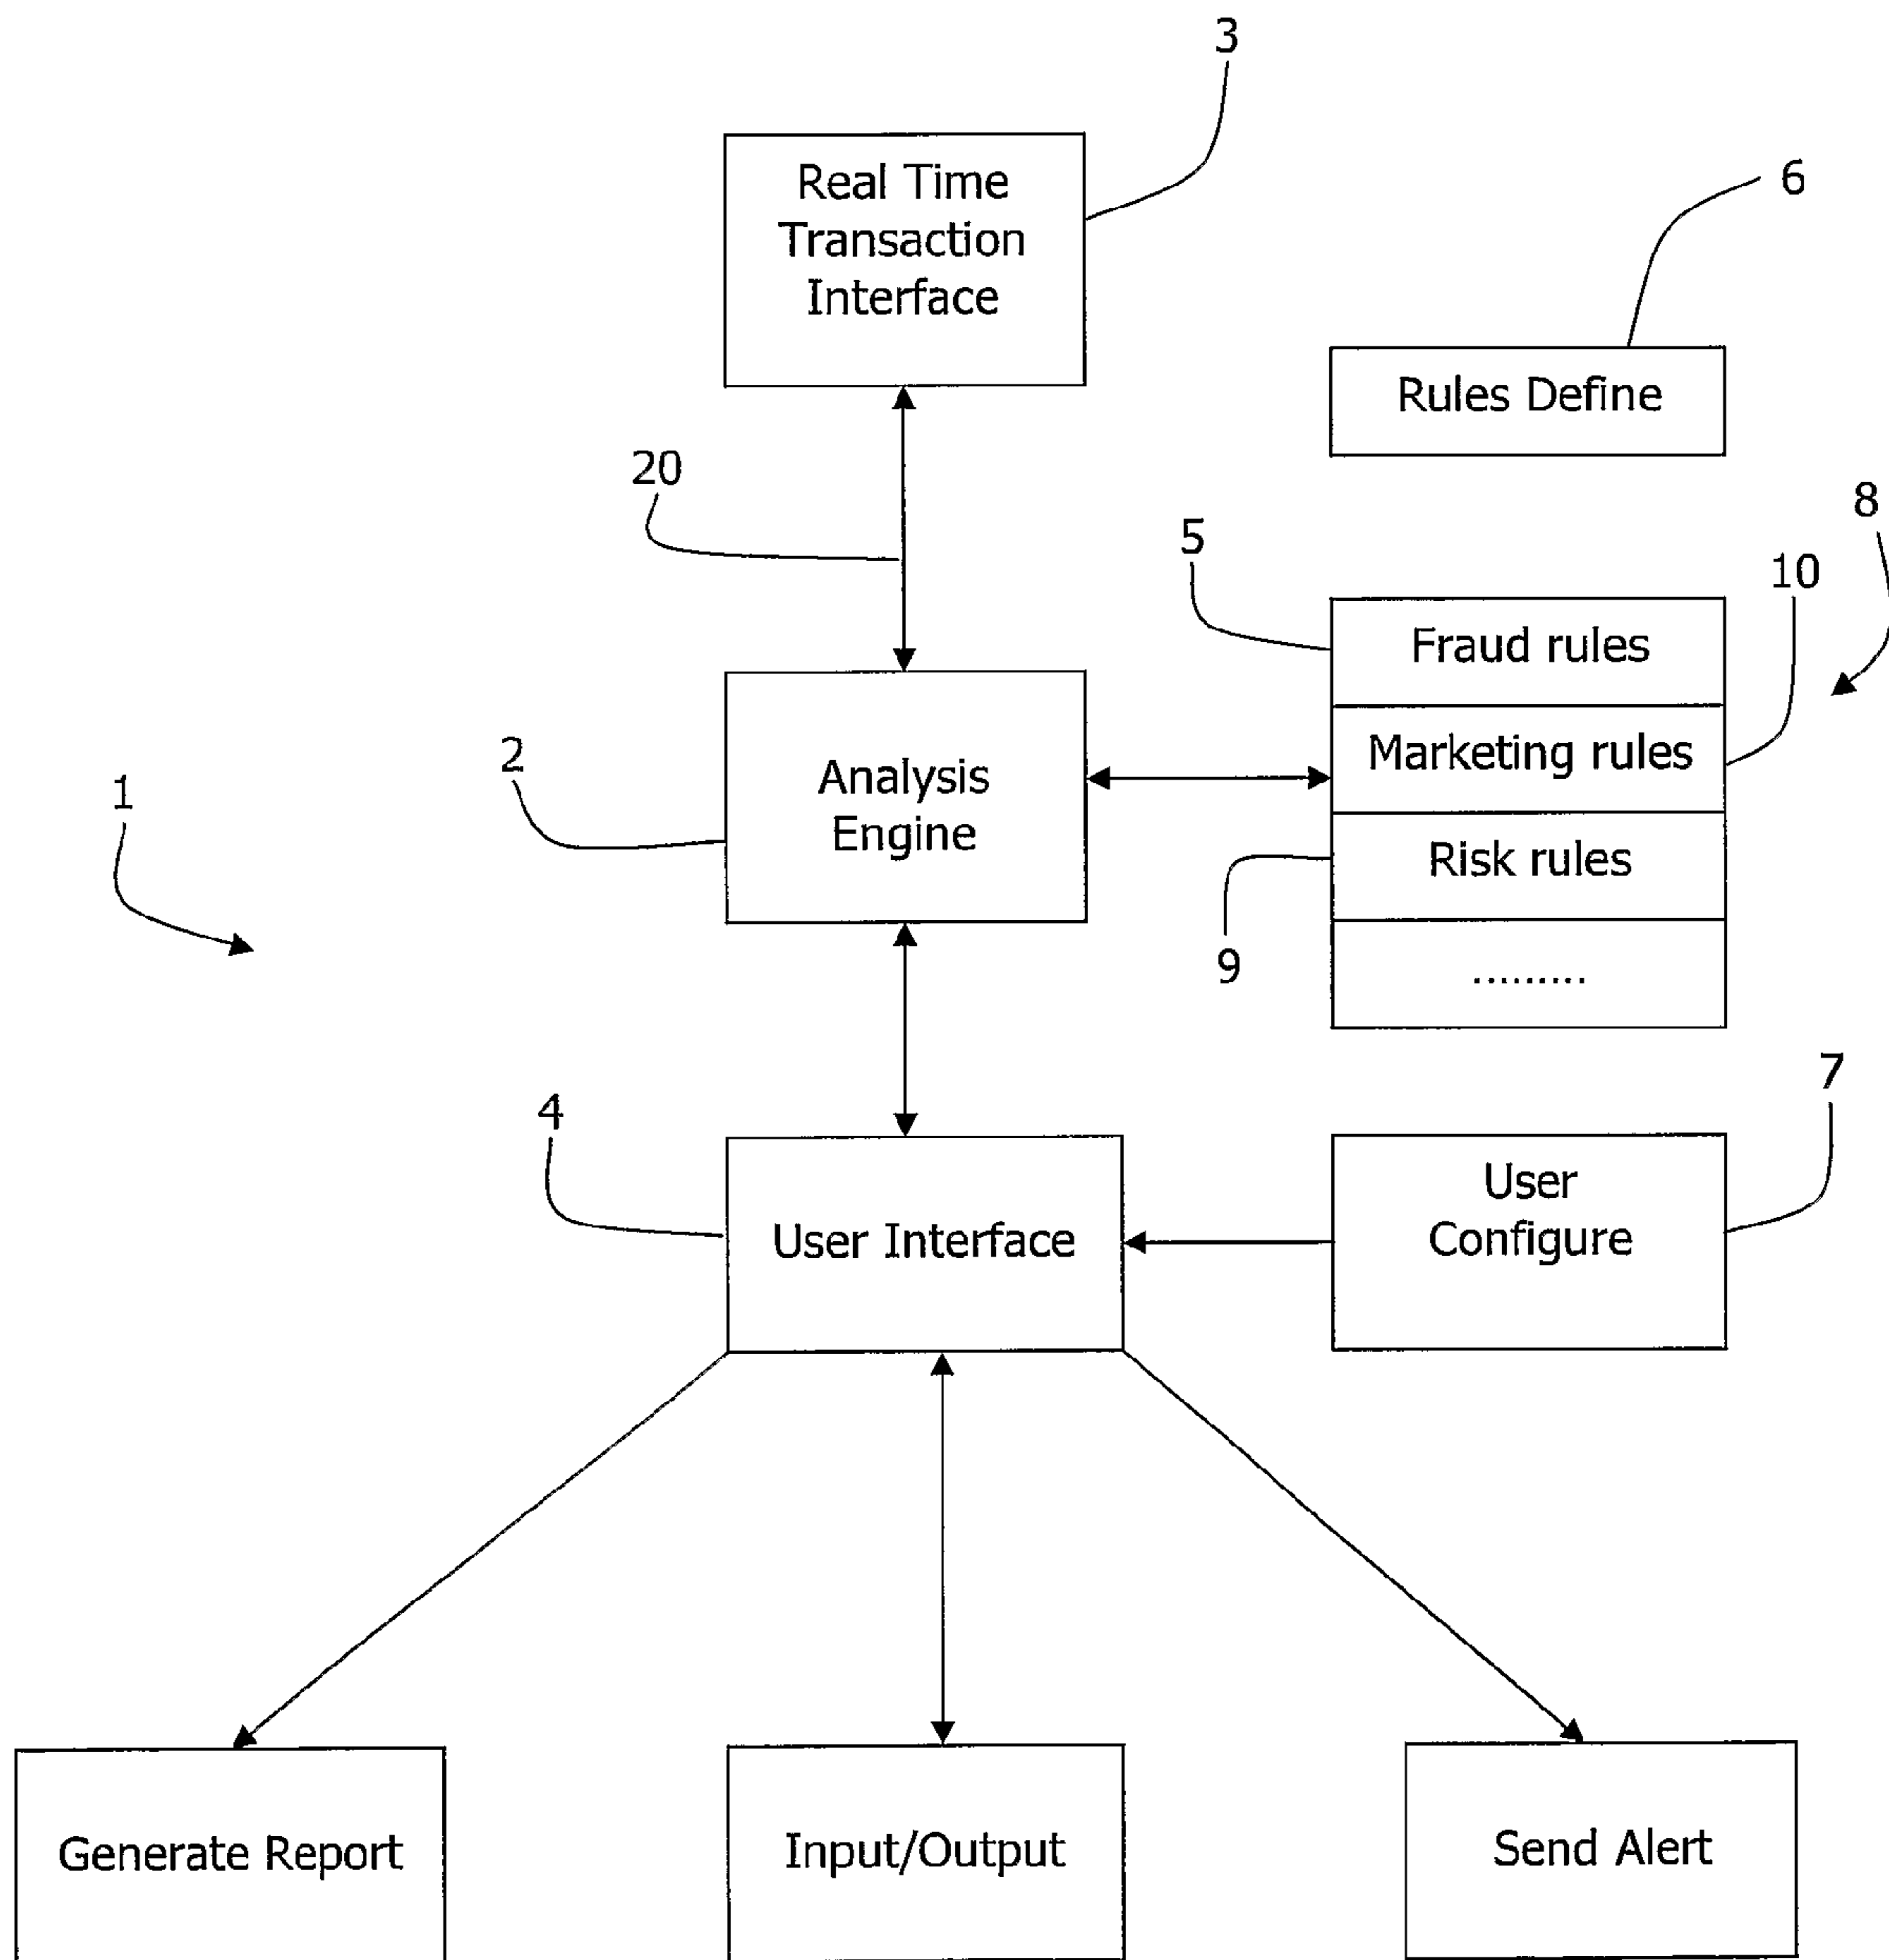 3
Real Time
Transaction
Interface
6
Rules Define
20
8
5
10
Fraud rules
Marketing rules
Risk rules
.........
2
Analysis
Engine
1
9
7
4
User Interface
User
Configure
Generate Report
Input/Output
Send Alert